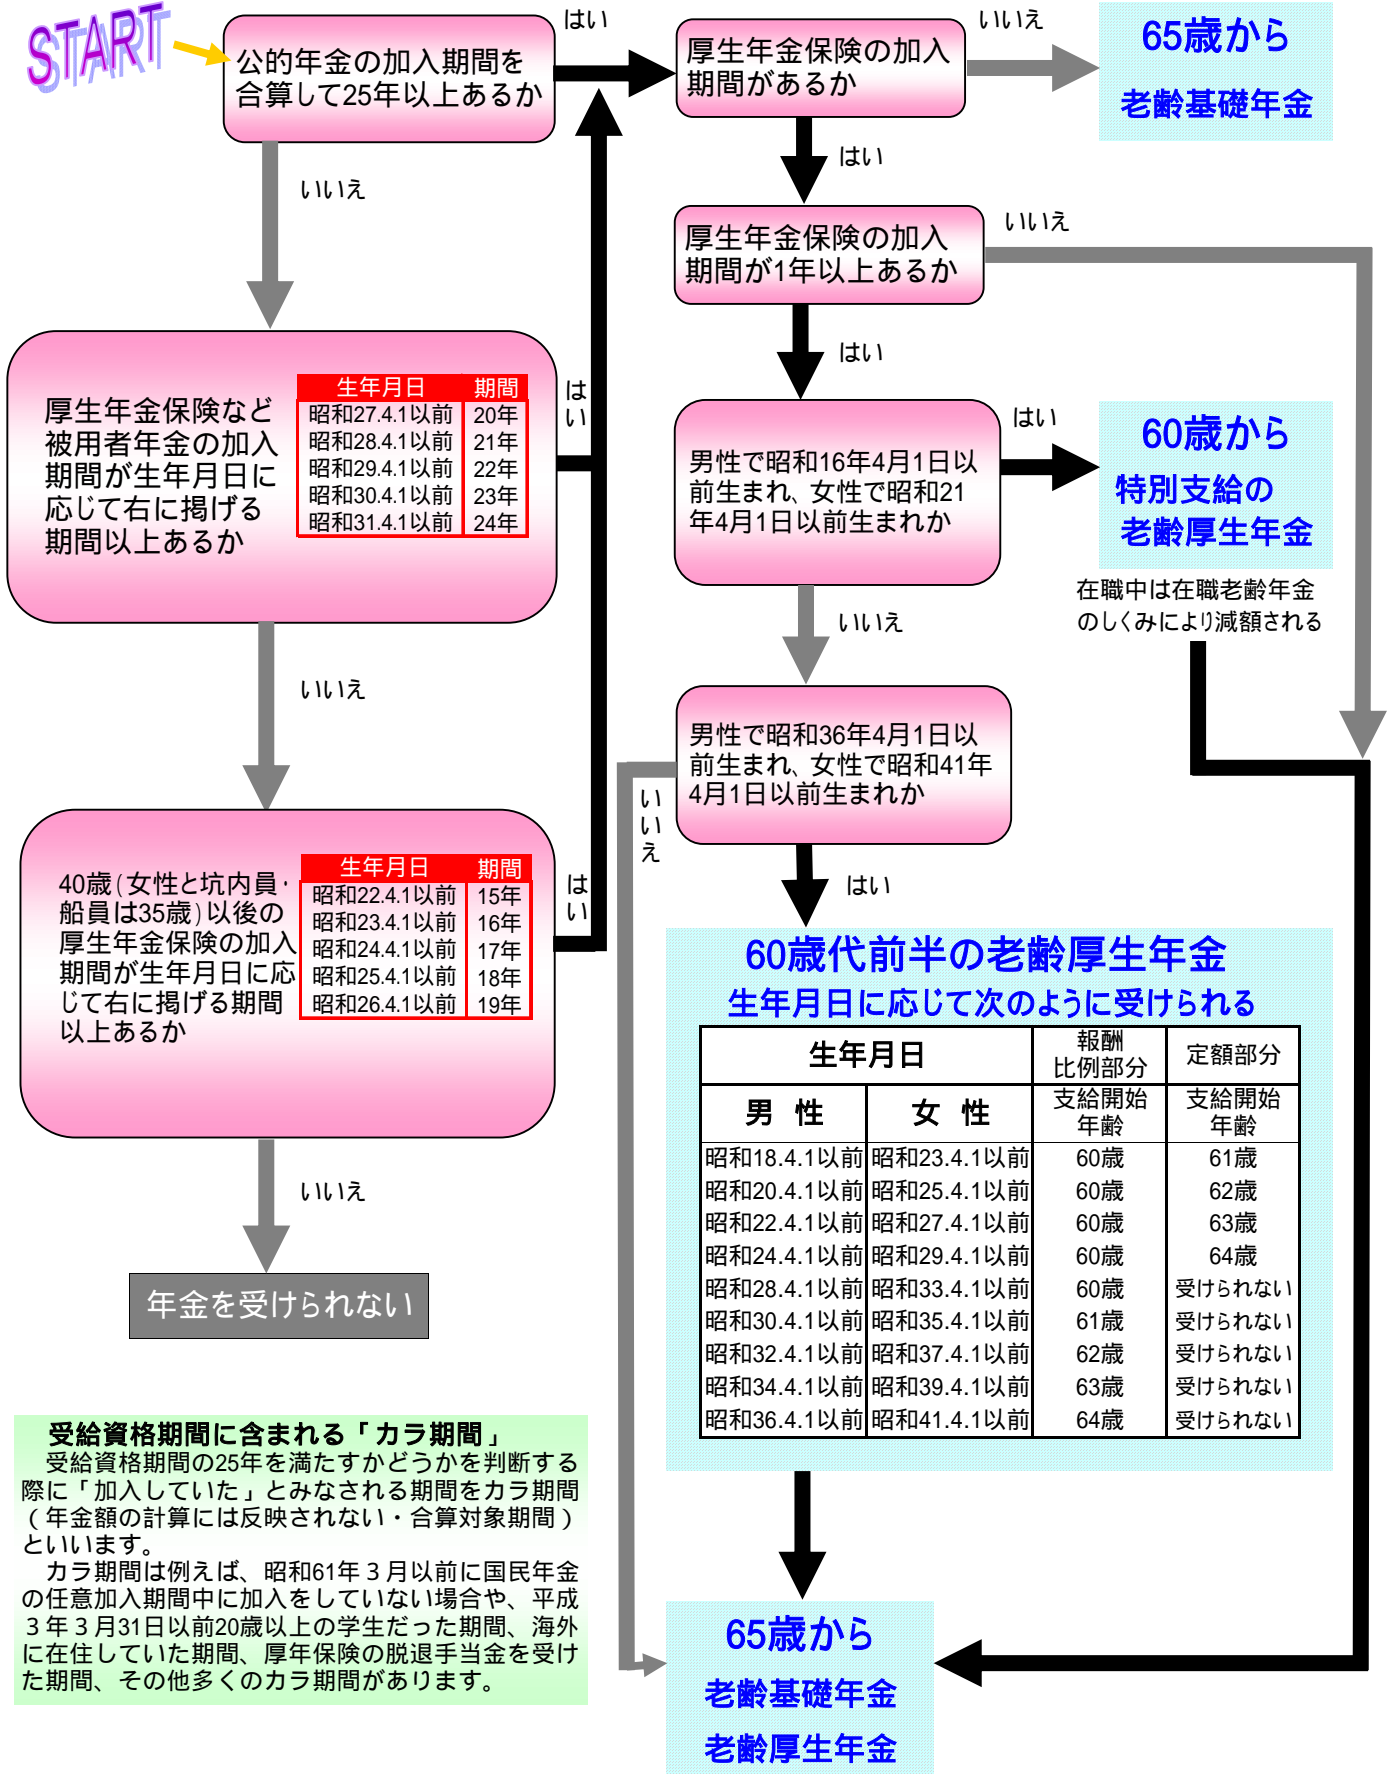 START
公的年金の加入期間を
合算して25年以上あるか
はい
厚生年金保険の加入
期間があるか
いいえ
65歳から
老齢基礎年金
いいえ
はい
厚生年金保険の加入
期間が1年以上あるか
いいえ
はい
厚生年金保険など
被用者年金の加入
期間が生年月日に
応じて右に掲げる
期間以上あるか
生年月日 期間
昭和27.4.1以前 20年
昭和28.4.1以前 21年
昭和29.4.1以前 22年
昭和30.4.1以前 23年
昭和31.4.1以前 24年
はい
男性で昭和16年4月1日以
前生まれ、女性で昭和21
年4月1日以前生まれか
はい
60歳から
特別支給の
老齢厚生年金
在職中は在職老齢年金
のしくみにより減額される
いいえ
いいえ
男性で昭和36年4月1日以
前生まれ、女性で昭和41年
4月1日以前生まれか
いいえ
はい
40歳(女性と坑内員・
船員は35歳)以後の
厚生年金保険の加入
期間が生年月日に応
じて右に掲げる期間
以上あるか
生年月日 期間
昭和22.4.1以前 15年
昭和23.4.1以前 16年
昭和24.4.1以前 17年
昭和25.4.1以前 18年
昭和26.4.1以前 19年
はい
いいえ
年金を受けられない
60歳代前半の老齢厚生年金
生年月日に応じて次のように受けられる
生年月日 報酬比例部分 定額部分
男 性 女 性 支給開始年齢 支給開始年齢
昭和18.4.1以前 昭和23.4.1以前 60歳 61歳
昭和20.4.1以前 昭和25.4.1以前 60歳 62歳
昭和22.4.1以前 昭和27.4.1以前 60歳 63歳
昭和24.4.1以前 昭和29.4.1以前 60歳 64歳
昭和28.4.1以前 昭和33.4.1以前 60歳 受けられない
昭和30.4.1以前 昭和35.4.1以前 61歳 受けられない
昭和32.4.1以前 昭和37.4.1以前 62歳 受けられない
昭和34.4.1以前 昭和39.4.1以前 63歳 受けられない
昭和36.4.1以前 昭和41.4.1以前 64歳 受けられない
受給資格期間に含まれる「カラ期間」
受給資格期間の25年を満たすかどうかを判断する
際に「加入していた」とみなされる期間をカラ期間
(年金額の計算には反映されない・合算対象期間)
といいます。
カラ期間は例えば、昭和61年3月以前に国民年金
の任意加入期間中に加入をしていない場合や、平成
3年3月31日以前20歳以上の学生だった期間、海外
に在住していた期間、厚年保険の脱退手当金を受け
た期間、その他多くのカラ期間があります。
65歳から
老齢基礎年金
老齢厚生年金